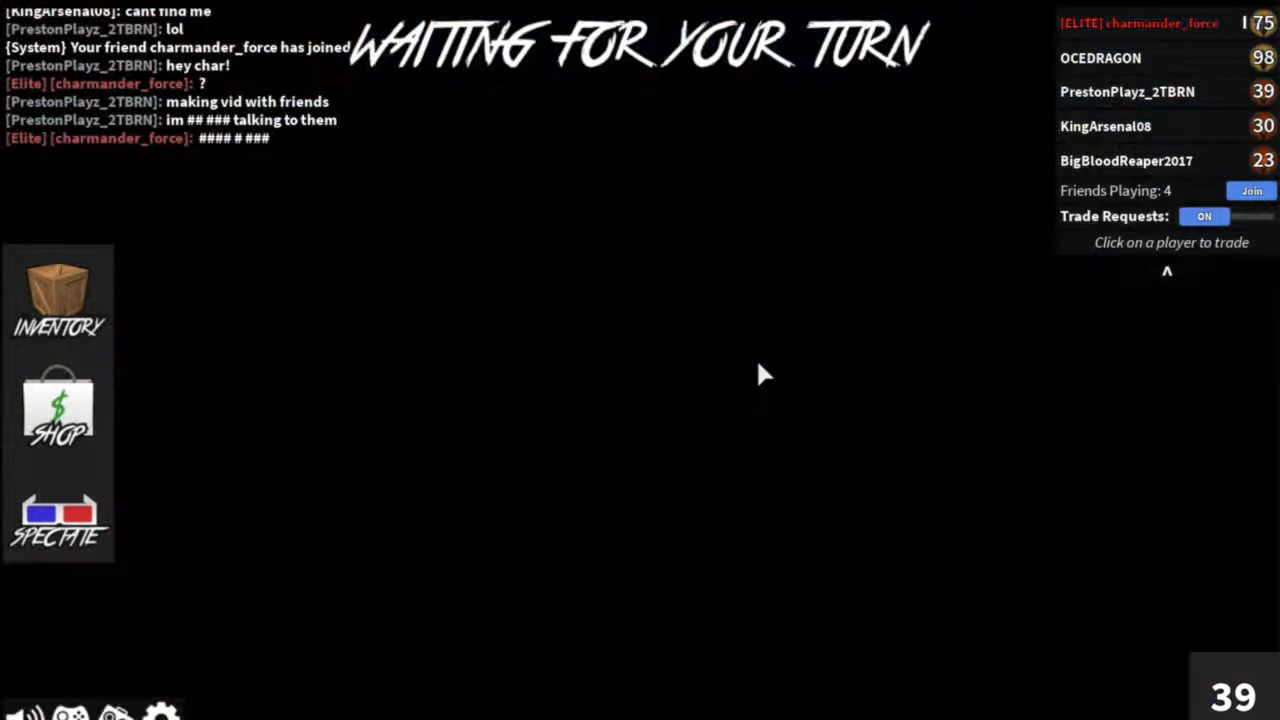 [KingArsenal08]: cant find me
[PrestonPlayz_2TBRN]: lol
{System} Your friend charmander_force has joined
[PrestonPlayz_2TBRN]: hey char!
[Elite] [charmander_force]: ?
[PrestonPlayz_2TBRN]: making vid with friends
[PrestonPlayz_2TBRN]: im ## ### talking to them
[Elite] [charmander_force]: #### # ###
WAITING FOR YOUR TURN
[ELITE] charmander_force I 75
OCEDRAGON 98
PrestonPlayz_2TBRN 39
KingArsenal08 30
BigBloodReaper2017 23
Friends Playing: 4 Join
Trade Requests: ON
Click on a player to trade
^
INVENTORY
$
SHOP
SPECTATE
39